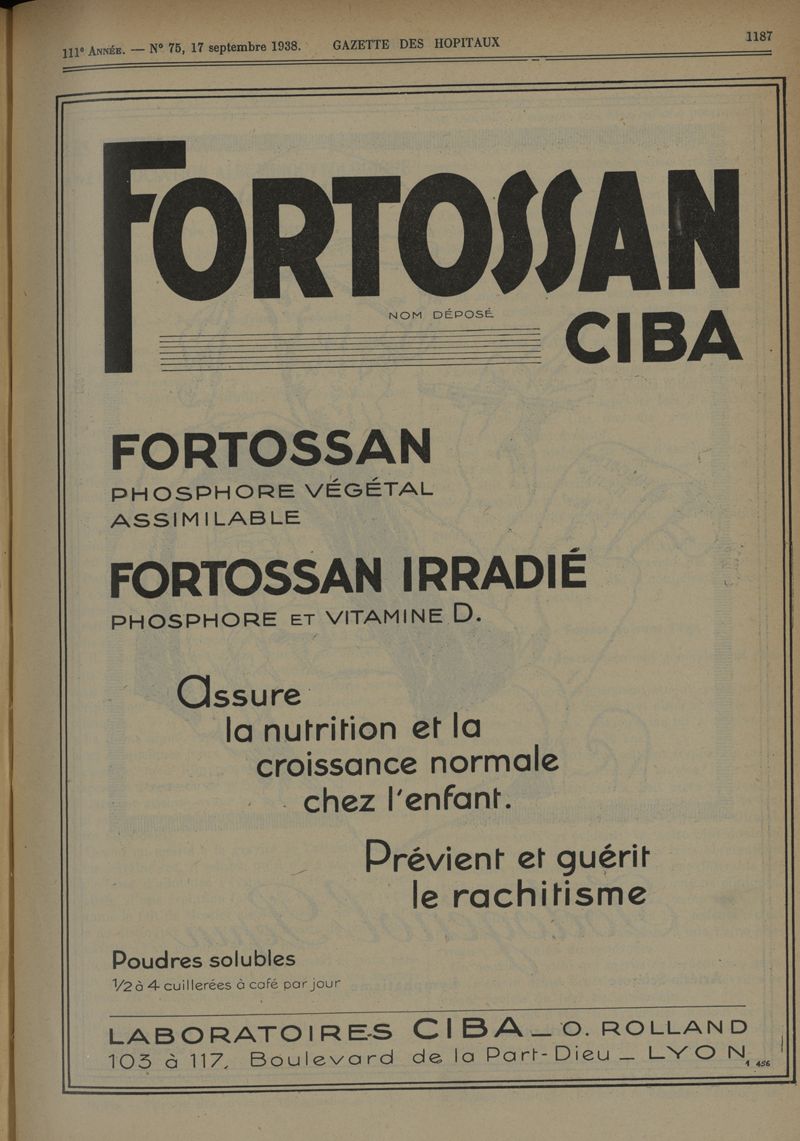 111e ANNÉE. — N° 75, 17 septembre 1938. GAZETTE DES HOPITAUX 1187
FORTOSSAN
NOM DÉPOSÉ
CIBA
FORTOSSAN
PHOSPHORE VÉGÉTAL
ASSIMILABLE
FORTOSSAN IRRADIÉ
PHOSPHORE ET VITAMINE D.
Assure
la nutrition et la
croissance normale
chez l'enfant.
Prévient et guérit
le rachitisme
Poudres solubles
1/2 à 4 cuillerées à café par jour
LABORATOIRES CIBA _ O. ROLLAND
103 à 117, Boulevard de la Part-Dieu _ LYON